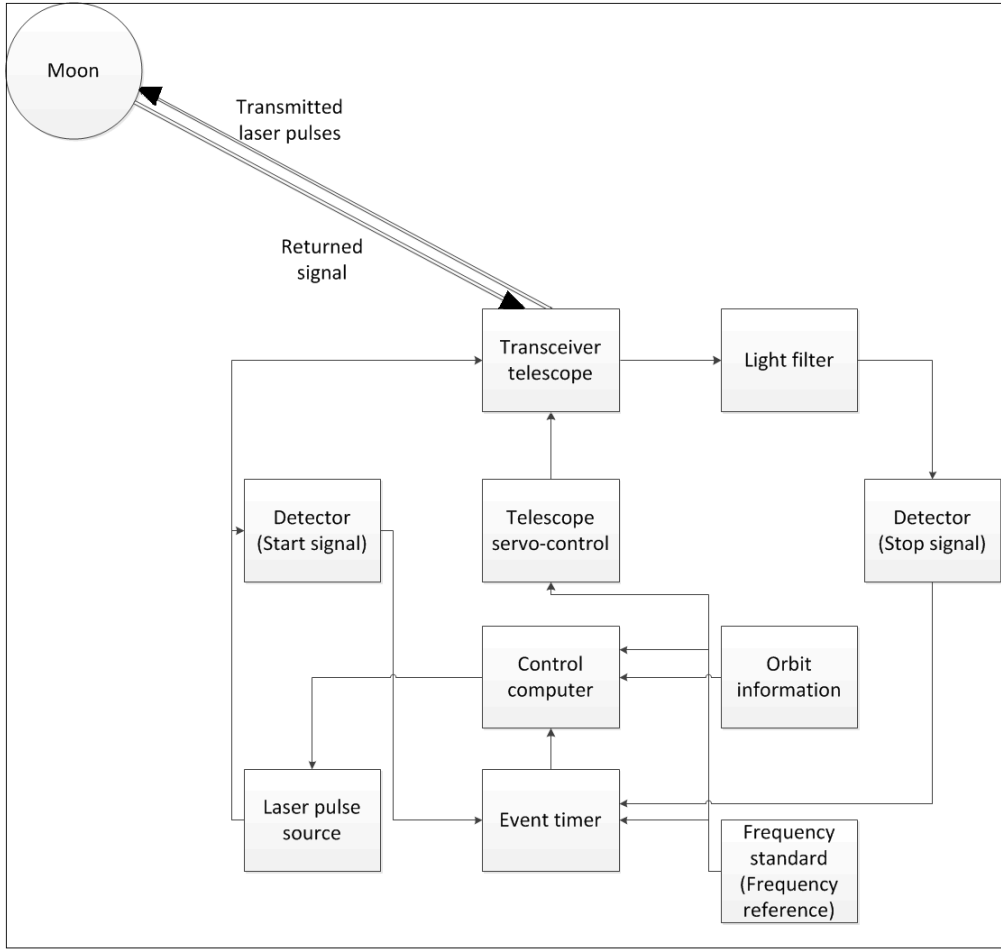 Moon
Transmitted
laser pulses
Returned
signal
Transceiver
telescope
Light filter
Detector
(Start signal)
Telescope
servo-control
Detector
(Stop signal)
Control
computer
Orbit
information
Laser pulse
source
Event timer
Frequency
standard
(Frequency
reference)